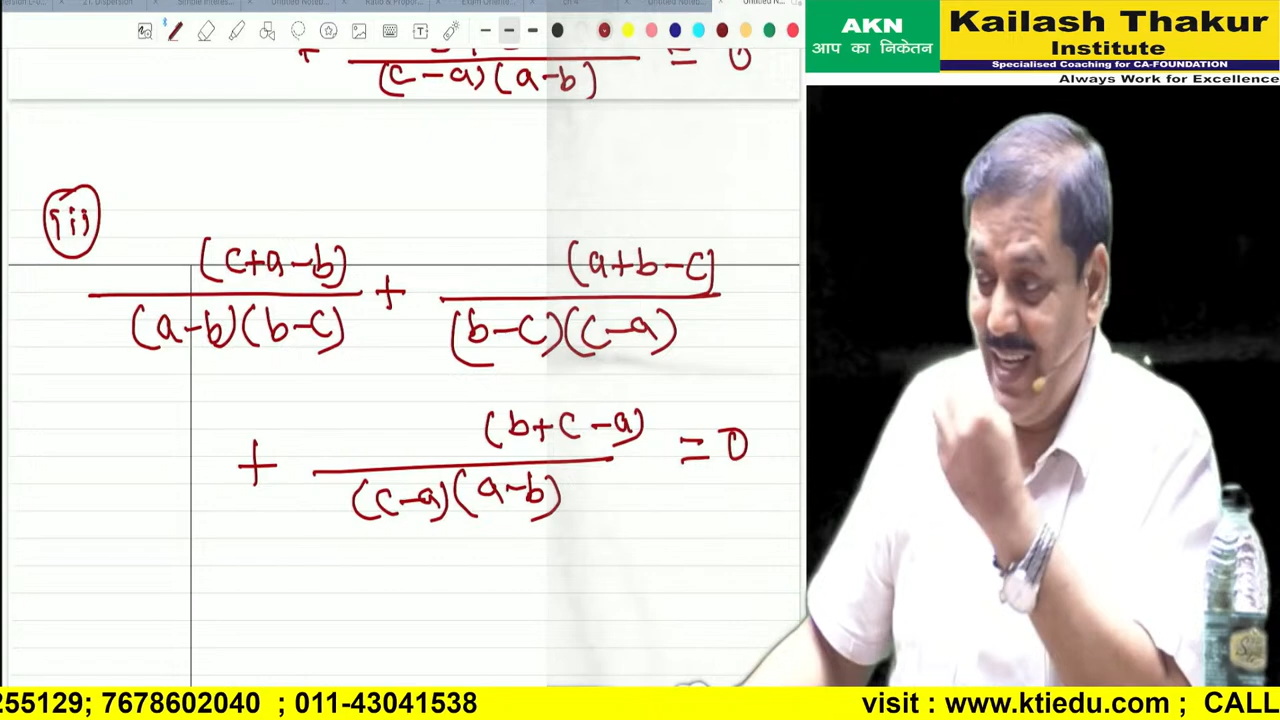 AKN
आप का निकेतन
Kailash Thakur
Institute
Specialised Coaching for CA-FOUNDATION
Always Work for Excellence
(c-a)(a-b) = 0
(ii)
(c+a-b) + (a+b-c)
(a-b)(b-c) (b-c)(c-a)
+ (b+c-a) = 0
(c-a)(a-b)
255129; 7678602040 ; 011-43041538
visit : www.ktiedu.com ; CALL